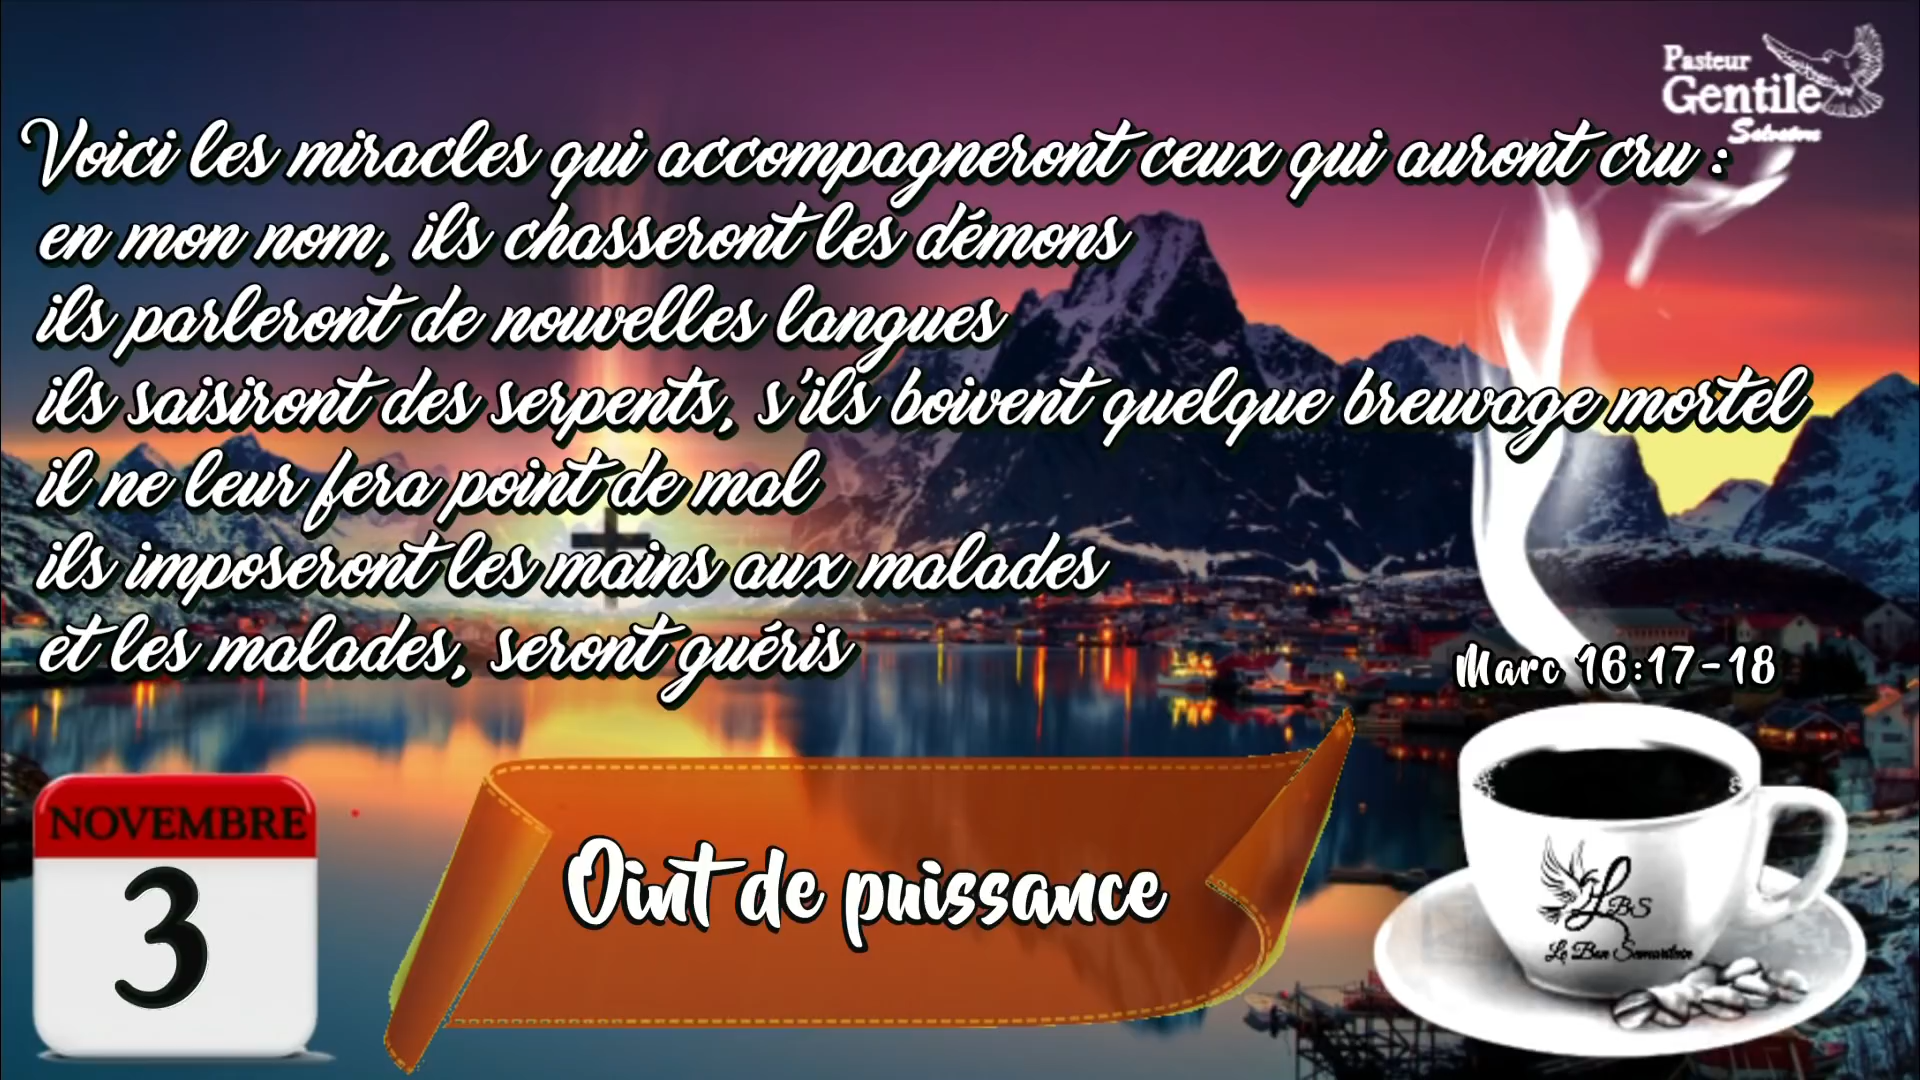 Pasteur
Gentile
Salvatore
Voici les miracles qui accompagneront ceux qui auront cru :
en mon nom, ils chasseront les démons
ils parleront de nouvelles langues
ils saisiront des serpents, s'ils boivent quelque breuvage mortel
il ne leur fera point de mal
ils imposeront les mains aux malades
et les malades, seront guéris
Marc 16:17-18
NOVEMBRE
3
Oint de puissance
LBS
Le Bon Samaritain